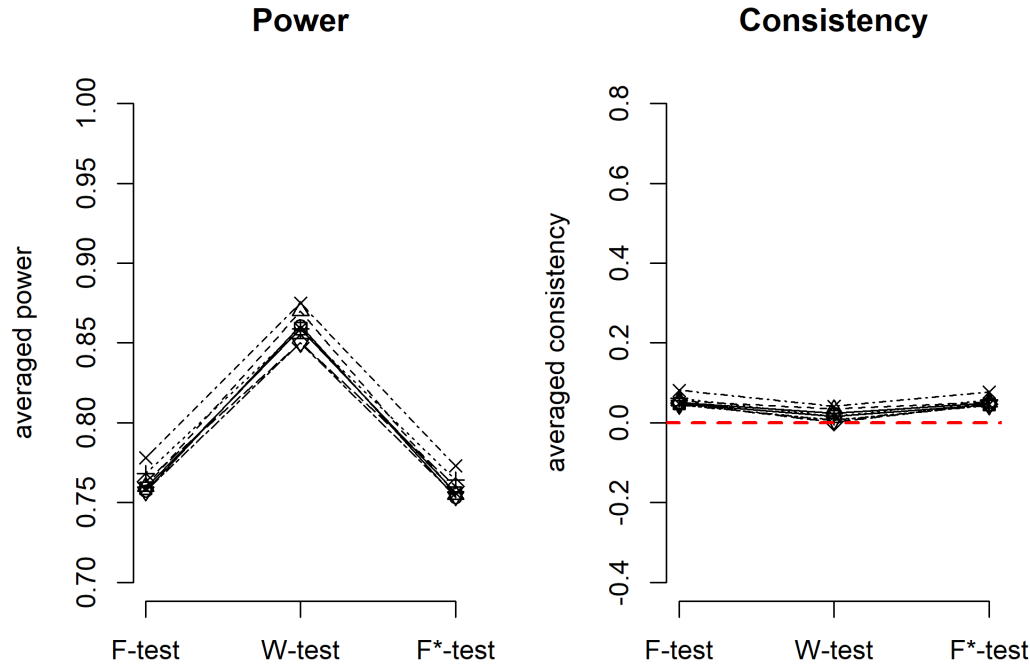 Power
averaged power
1.00
0.95
0.90
0.85
0.80
0.75
0.70
F-test W-test F*-test
Consistency
averaged consistency
0.8
0.6
0.4
0.2
0.0
-0.2
-0.4
F-test W-test F*-test